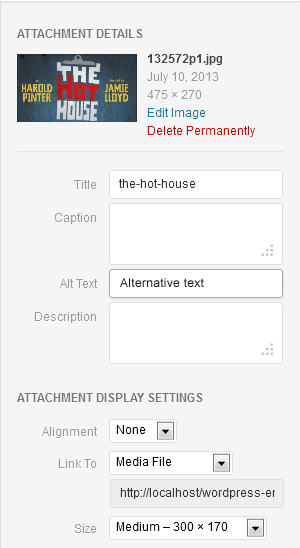 ATTACHMENT DETAILS
132572p1.jpg
July 10, 2013
475 × 270
Edit Image
Delete Permanently
HAROLD PINTER
THE HOT HOUSE
JAMIE LLOYD
Title the-hot-house
Caption
Alt Text Alternative text
Description
ATTACHMENT DISPLAY SETTINGS
Alignment None
Link To Media File
http://localhost/wordpress-er
Size Medium – 300 × 170